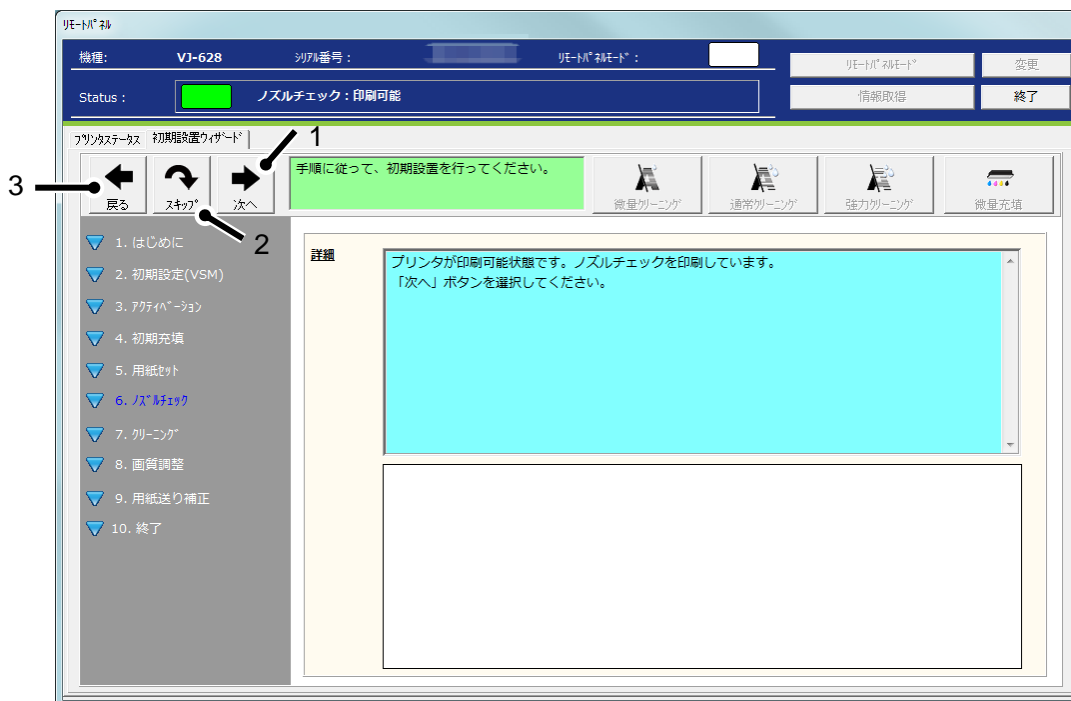 リモートパネル
機種: VJ-628 シリアル番号: リモートパネルモード:
リモートパネルモード 変更
Status : ノズルチェック:印刷可能
情報取得 終了
プリンタステータス 初期設置ウィザード
1
3
2
戻る スキップ 次へ
手順に従って、初期設置を行ってください。
微量クリーニング 通常クリーニング 強力クリーニング 微量充填
1. はじめに
2. 初期設定(VSM)
3. アクティベーション
4. 初期充填
5. 用紙セット
6. ノズルチェック
7. クリーニング
8. 画質調整
9. 用紙送り補正
10. 終了
詳細
プリンタが印刷可能状態です。ノズルチェックを印刷しています。
「次へ」ボタンを選択してください。